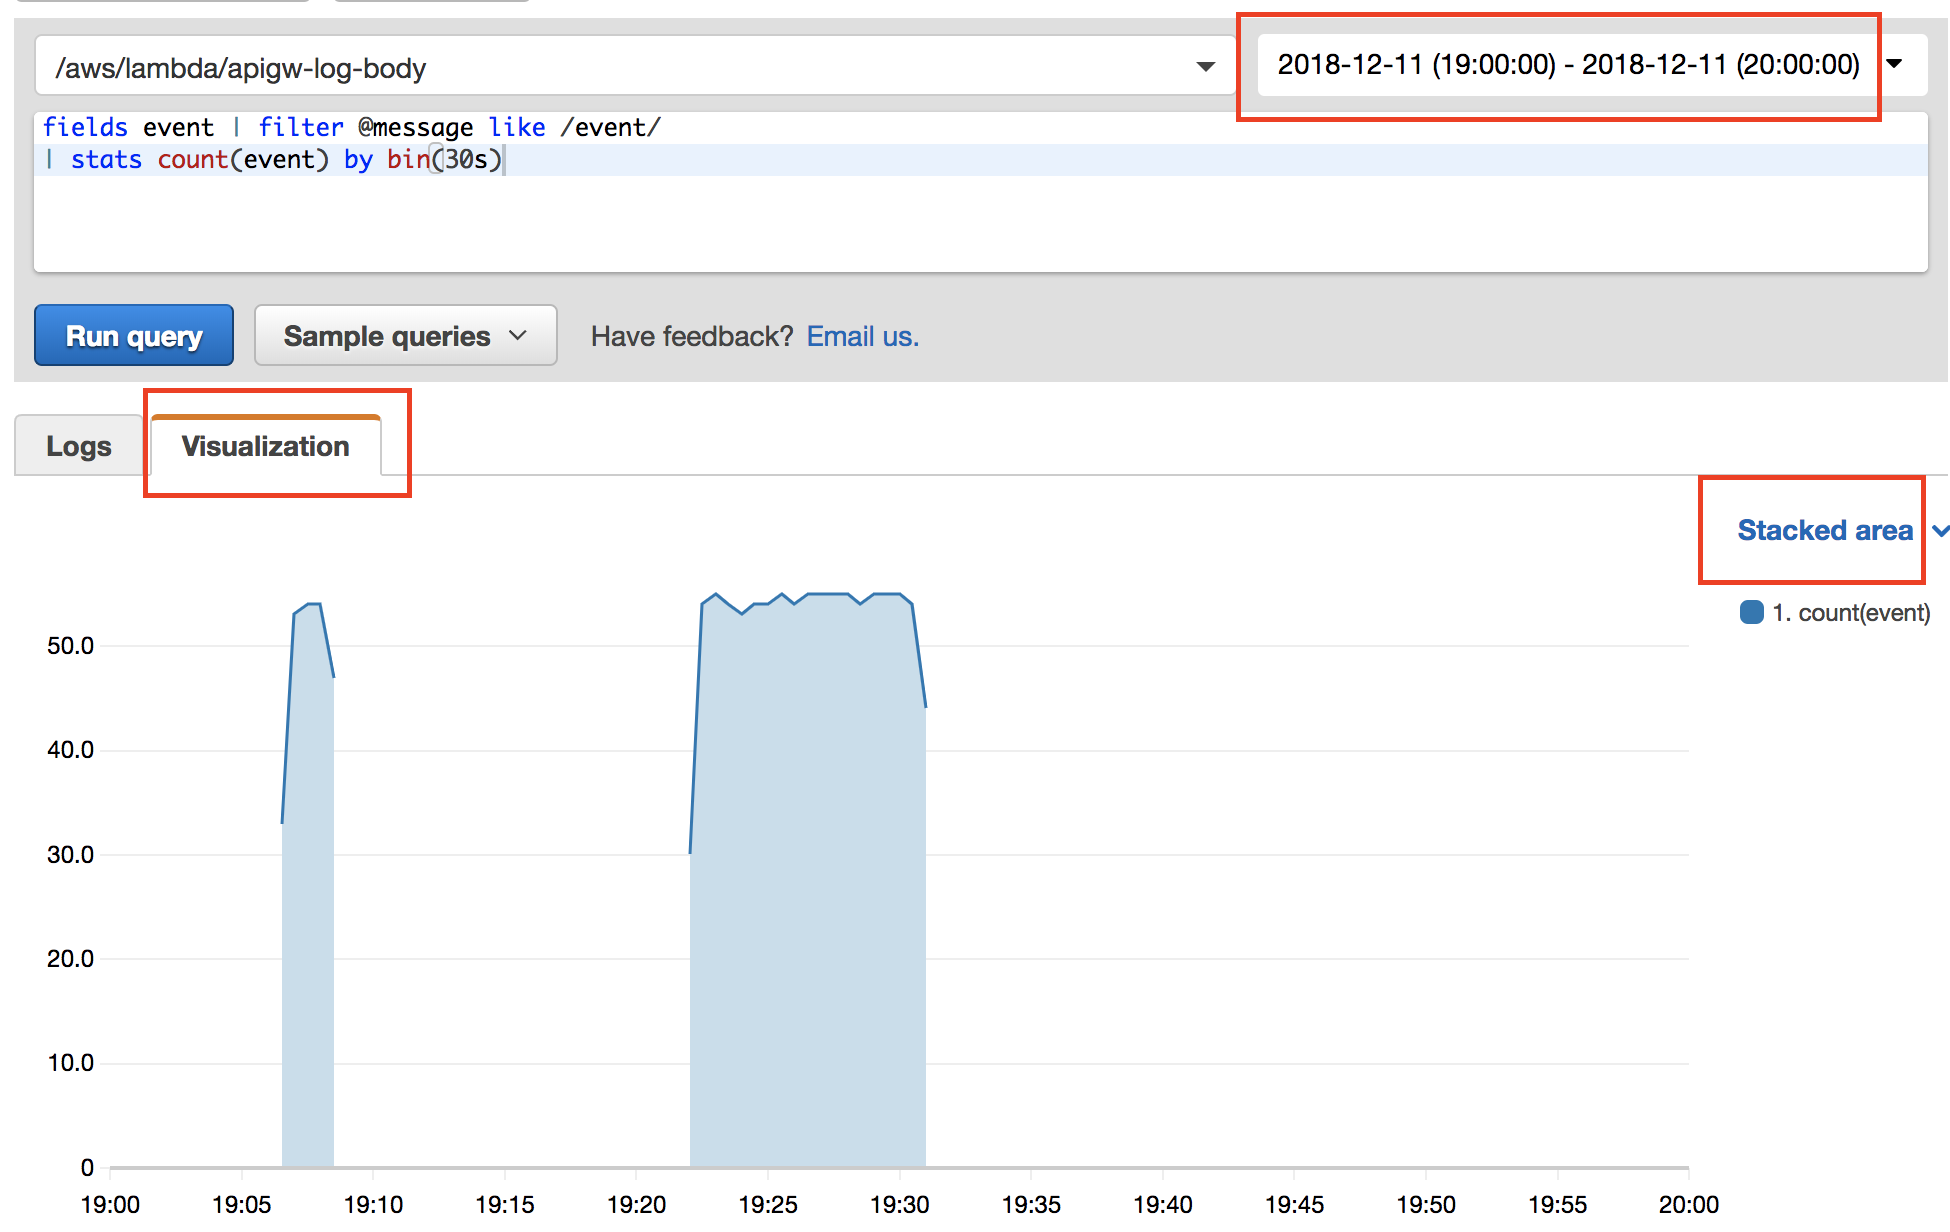 /aws/lambda/apigw-log-body
2018-12-11 (19:00:00) - 2018-12-11 (20:00:00)
fields event | filter @message like /event/
| stats count(event) by bin(30s)
Run query
Sample queries
Have feedback? Email us.
Logs
Visualization
Stacked area
1. count(event)
50.0
40.0
30.0
20.0
10.0
0
19:00 19:05 19:10 19:15 19:20 19:25 19:30 19:35 19:40 19:45 19:50 19:55 20:00